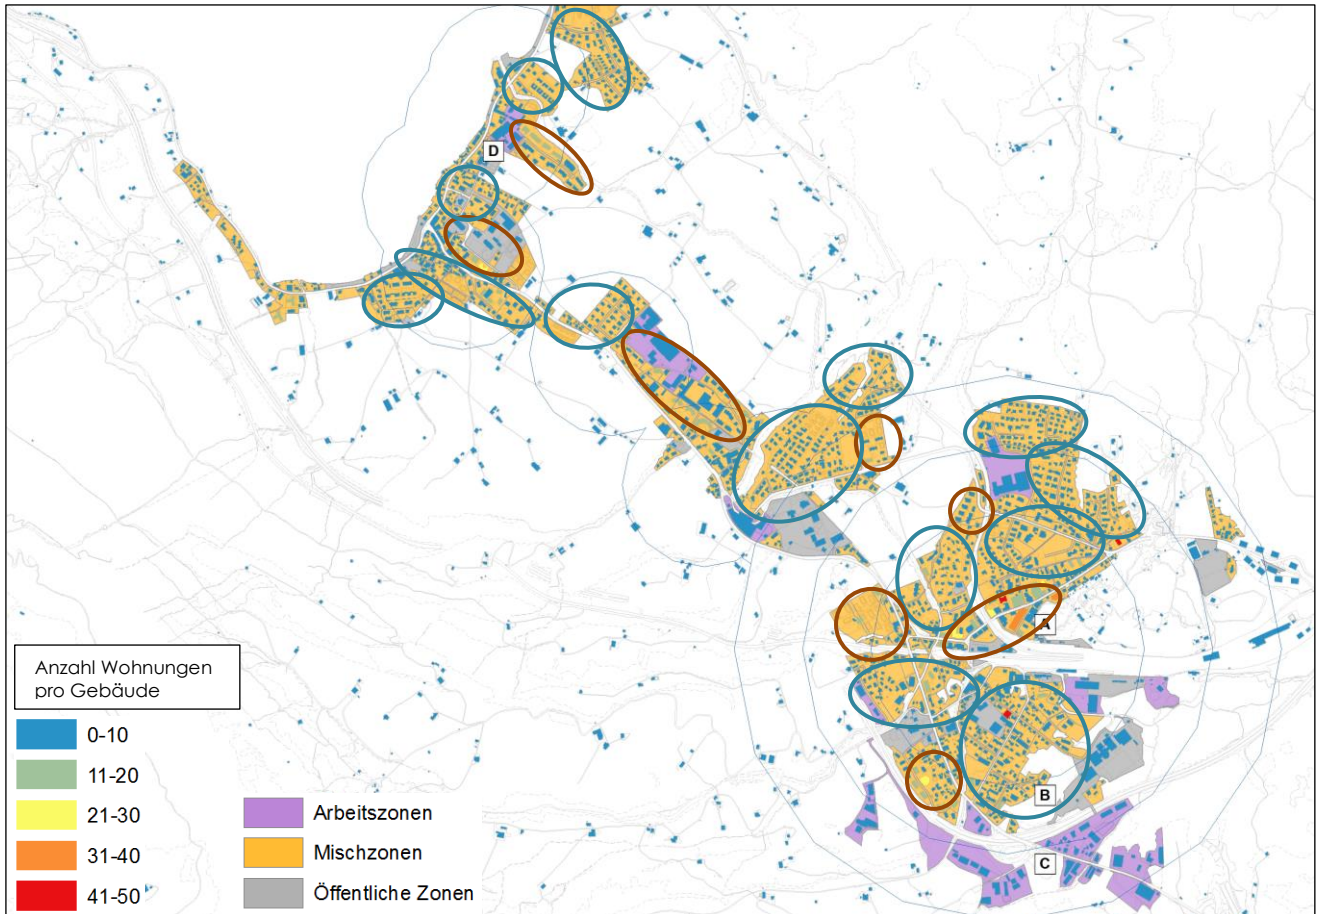 D
A
B
C
Anzahl Wohnungen
pro Gebäude
0-10
11-20
21-30
31-40
41-50
Arbeitszonen
Mischzonen
Öffentliche Zonen